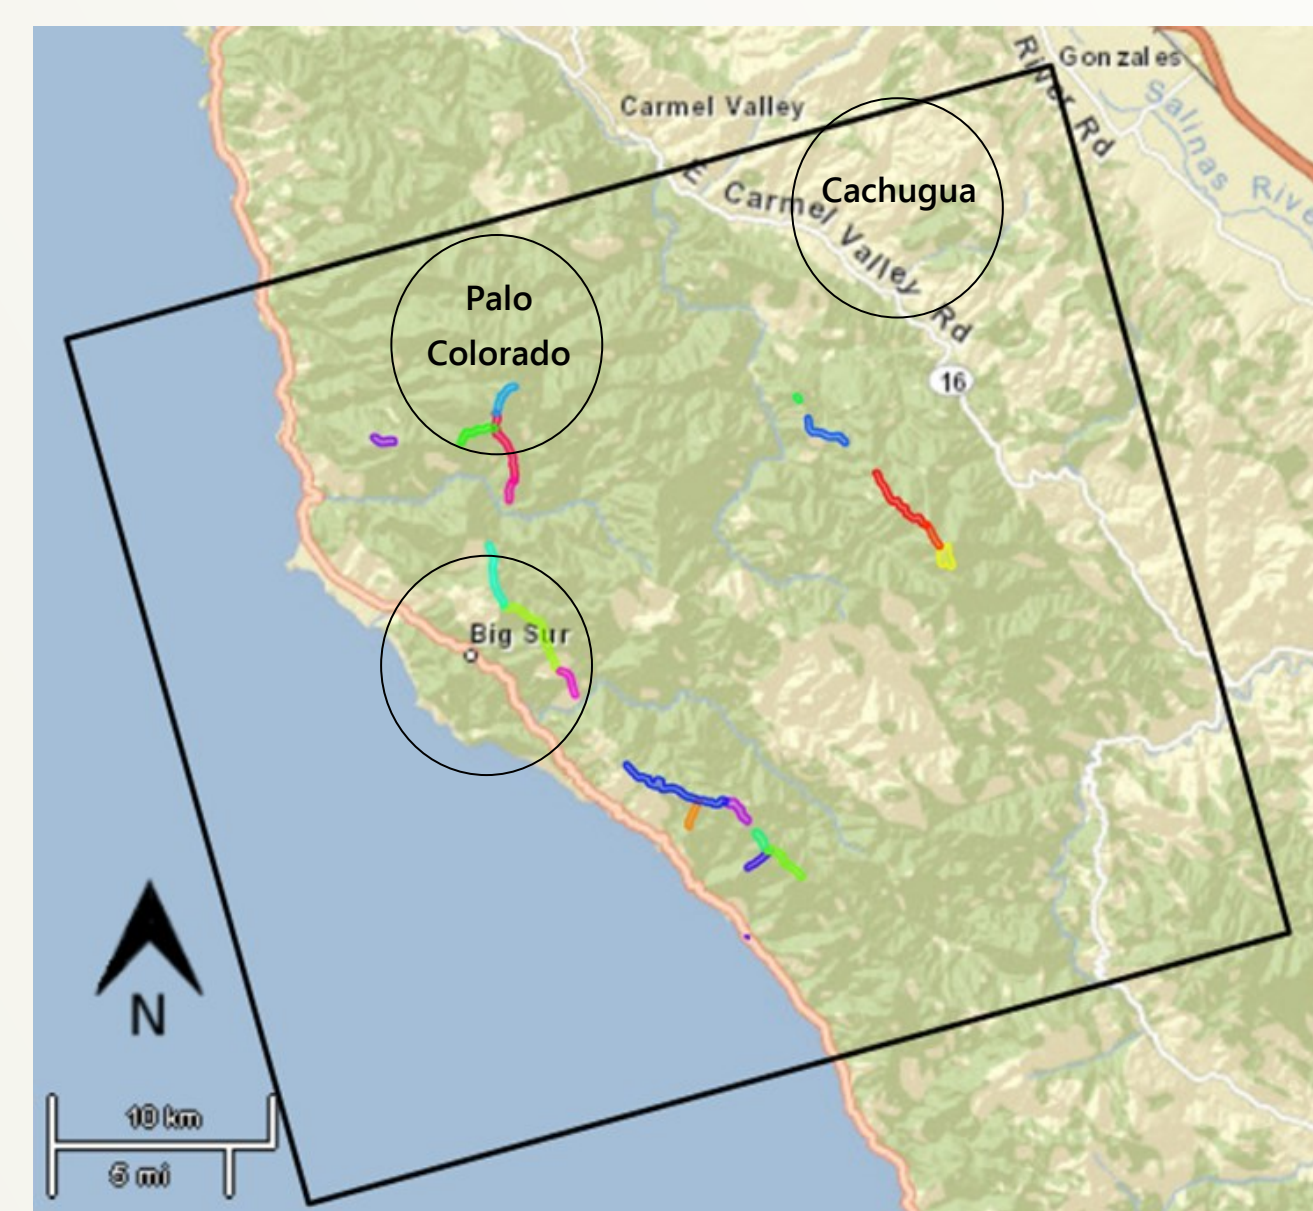 Gonzales
River Rd
Salinas
Rive
Carmel Valley
E Carmel Valley Rd
Cachugua
Palo
Colorado
16
Big Sur
N
10 km
5 mi